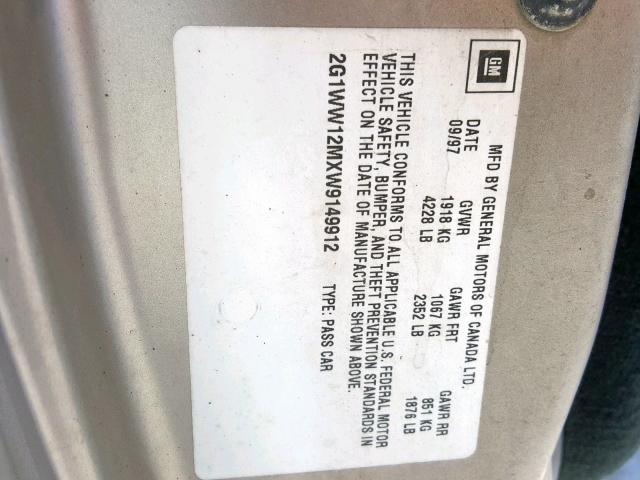 GM
MFD BY GENERAL MOTORS OF CANADA LTD.
DATE GVWR GAWR FRT GAWR RR
09/97 1918 KG 1067 KG 851 KG
4228 LB 2352 LB 1876 LB
THIS VEHICLE CONFORMS TO ALL APPLICABLE U.S. FEDERAL MOTOR
VEHICLE SAFETY, BUMPER, AND THEFT PREVENTION STANDARDS IN
EFFECT ON THE DATE OF MANUFACTURE SHOWN ABOVE.
2G1WW12MXW9149912 TYPE: PASS CAR